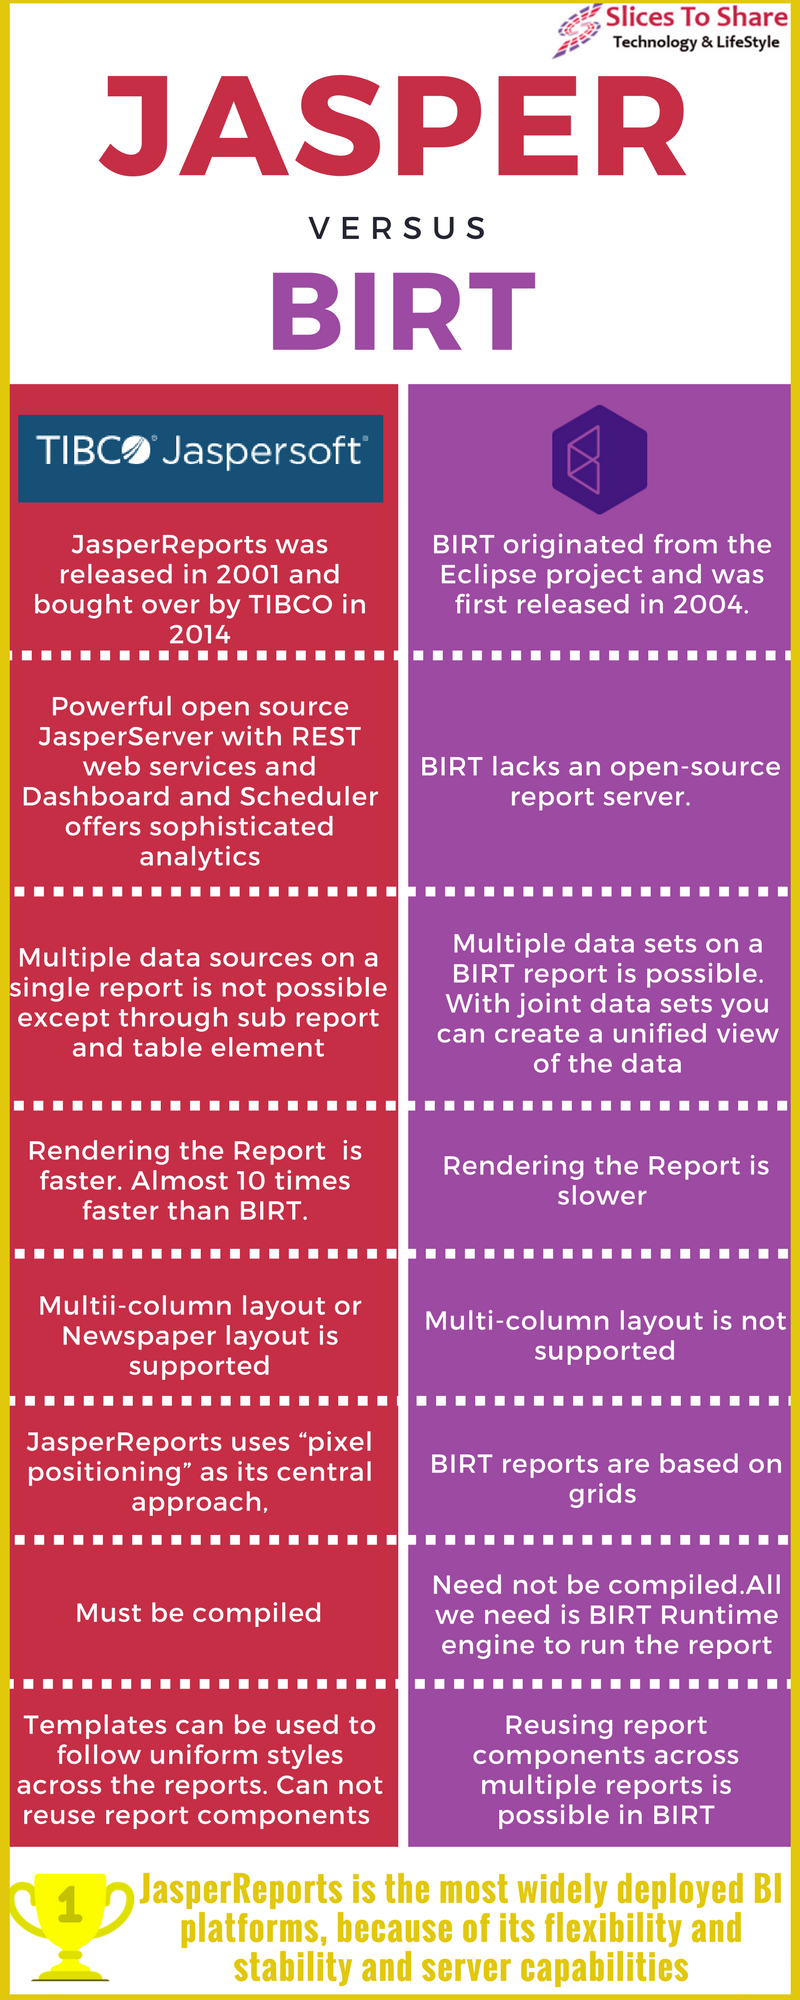 Slices To Share
Technology & LifeStyle
JASPER
VERSUS
BIRT
TIBCO® Jaspersoft®
JasperReports was
released in 2001 and
bought over by TIBCO in
2014
BIRT originated from the
Eclipse project and was
first released in 2004.
Powerful open source
JasperServer with REST
web services and
Dashboard and Scheduler
offers sophisticated
analytics
BIRT lacks an open-source
report server.
Multiple data sources on a
single report is not possible
except through sub report
and table element
Multiple data sets on a
BIRT report is possible.
With joint data sets you
can create a unified view
of the data
Rendering the Report  is
faster. Almost 10 times
faster than BIRT.
Rendering the Report is
slower
Multii-column layout or
Newspaper layout is
supported
Multi-column layout is not
supported
JasperReports uses “pixel
positioning” as its central
approach,
BIRT reports are based on
grids
Must be compiled
Need not be compiled.All
we need is BIRT Runtime
engine to run the report
Templates can be used to
follow uniform styles
across the reports. Can not
reuse report components
Reusing report
components across
multiple reports is
possible in BIRT
1
JasperReports is the most widely deployed BI
platforms, because of its flexibility and
stability and server capabilities